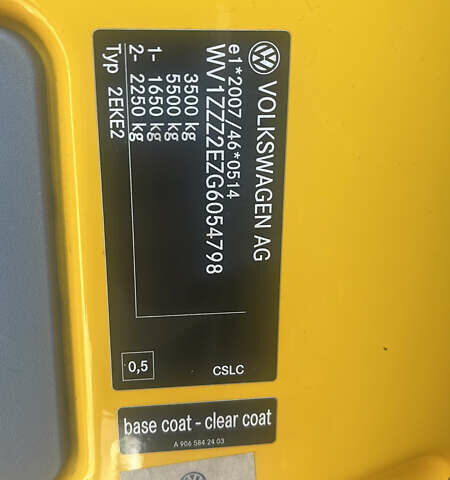 VOLKSWAGEN AG
e1*2007/46*0514
WV1ZZZ2EZG6054798
3500 kg
5500 kg
1- 1650 kg
2- 2250 kg
Typ 2EKE2
0,5
CSLC
base coat - clear coat
A 906 584 24 03